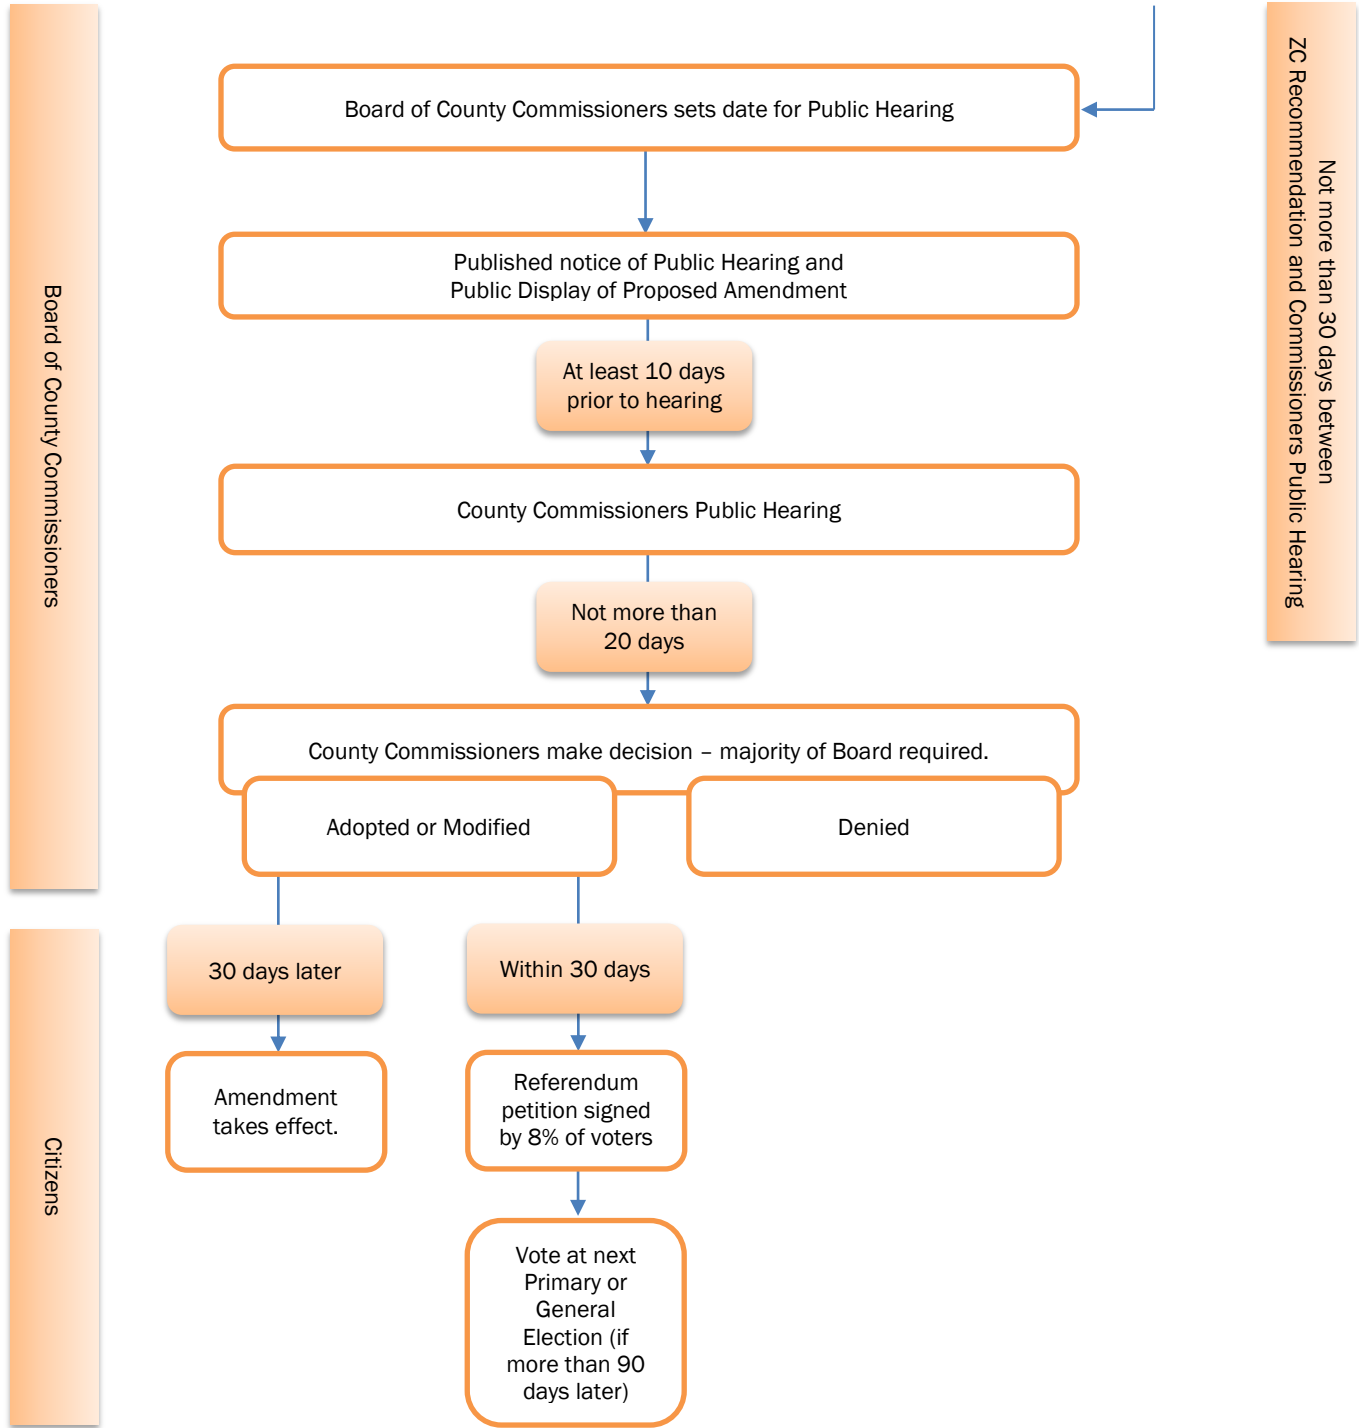 Board of County Commissioners sets date for Public Hearing
Published notice of Public Hearing and
Public Display of Proposed Amendment
At least 10 days
prior to hearing
County Commissioners Public Hearing
Not more than
20 days
County Commissioners make decision – majority of Board required.
Adopted or Modified
Denied
Board of County Commissioners
Not more than 30 days between
ZC Recommendation and Commissioners Public Hearing
30 days later
Within 30 days
Amendment
takes effect.
Referendum
petition signed
by 8% of voters
Vote at next
Primary or
General
Election (if
more than 90
days later)
Citizens